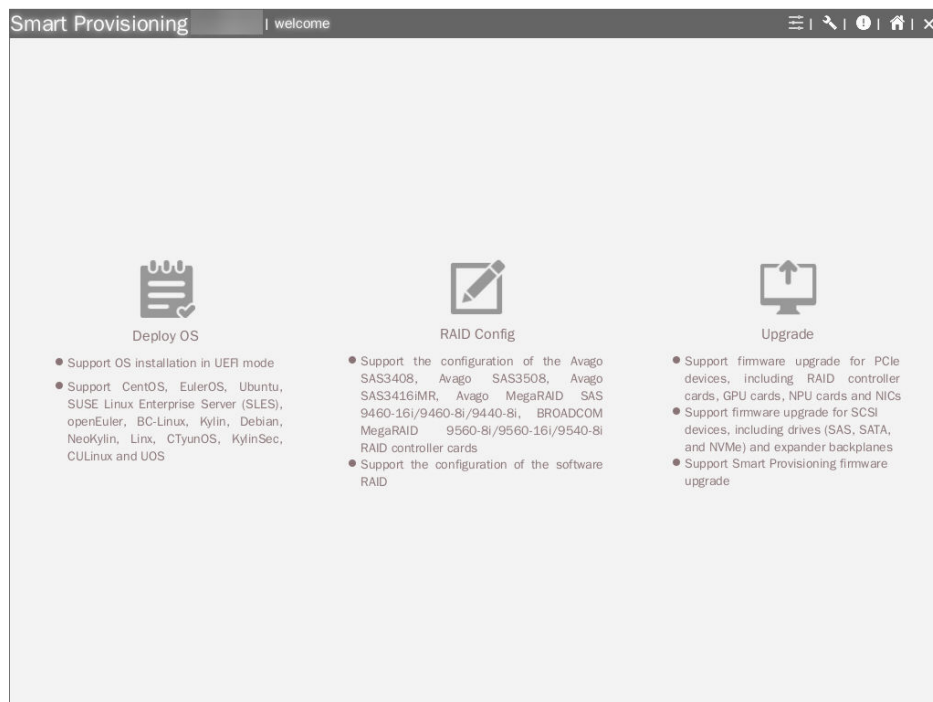 Smart Provisioning | welcome
Deploy OS
● Support OS installation in UEFI mode
● Support CentOS, EulerOS, Ubuntu,
SUSE Linux Enterprise Server (SLES),
openEuler, BC-Linux, Kylin, Debian,
NeoKylin, Linx, CTyunOS, KylinSec,
CULinux and UOS
RAID Config
● Support the configuration of the Avago
SAS3408, Avago SAS3508, Avago
SAS3416iMR, Avago MegaRAID SAS
9460-16i/9460-8i/9440-8i, BROADCOM
MegaRAID 9560-8i/9560-16i/9540-8i
RAID controller cards
● Support the configuration of the software
RAID
Upgrade
● Support firmware upgrade for PCIe
devices, including RAID controller
cards, GPU cards, NPU cards and NICs
● Support firmware upgrade for SCSI
devices, including drives (SAS, SATA,
and NVMe) and expander backplanes
● Support Smart Provisioning firmware
upgrade